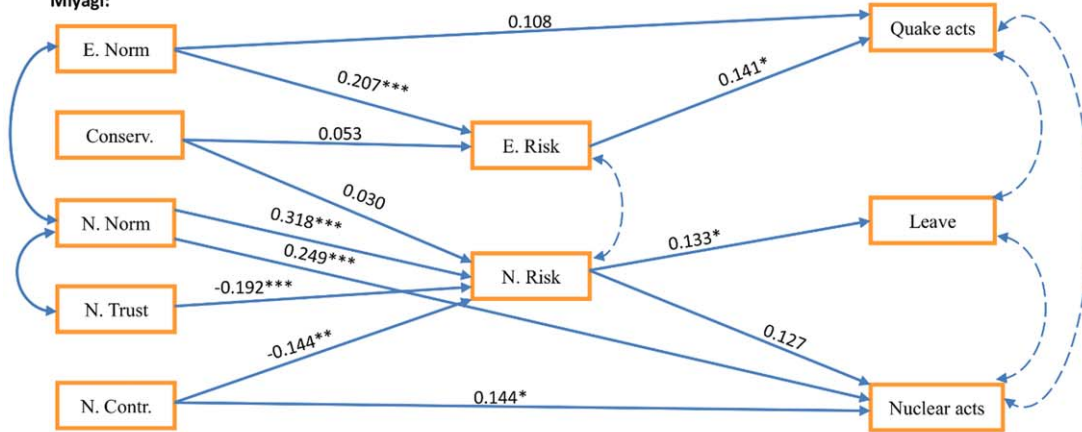 Miyagi:
0.108
Quake acts
E. Norm
0.207***
0.141*
Conserv.
0.053
E. Risk
0.030
N. Norm
0.318***
0.249***
0.133*
Leave
N. Risk
-0.192***
N. Trust
-0.144**
0.127
N. Contr.
0.144*
Nuclear acts